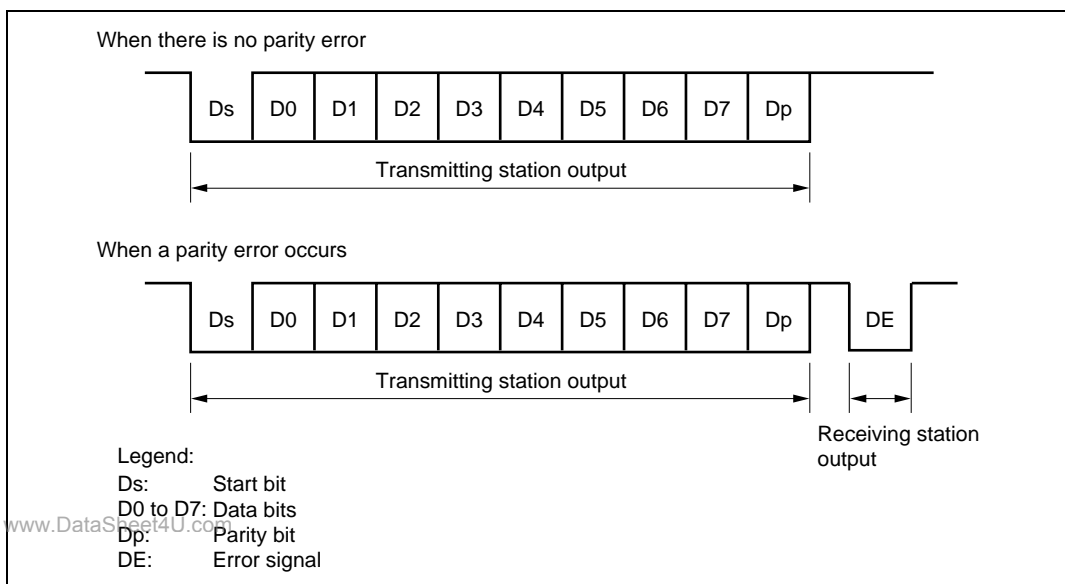 When there is no parity error
Ds D0 D1 D2 D3 D4 D5 D6 D7 Dp
Transmitting station output
When a parity error occurs
Ds D0 D1 D2 D3 D4 D5 D6 D7 Dp DE
Transmitting station output
Receiving station
output
Legend:
Ds: Start bit
D0 to D7: Data bits
www.DataSheet4U.com
Dp: Parity bit
DE: Error signal